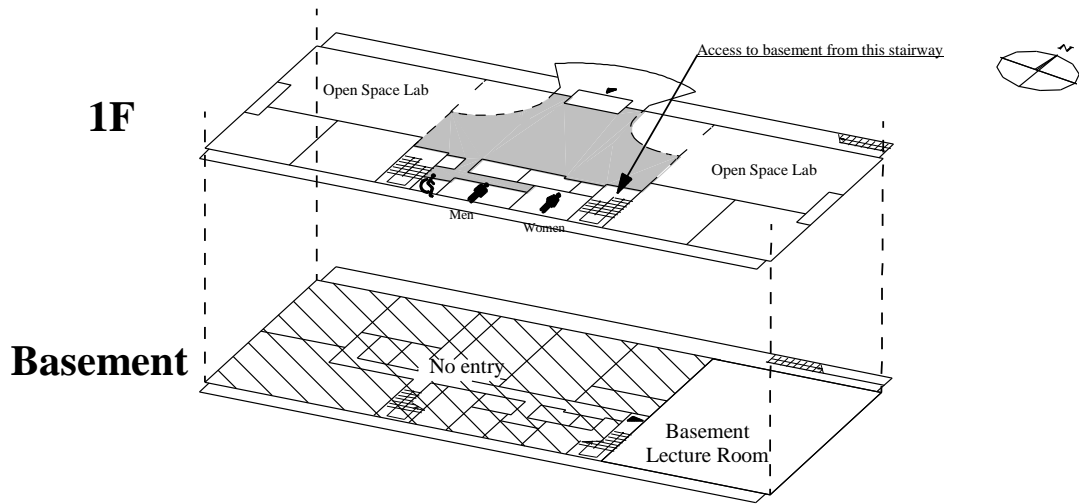 Access to basement from this stairway
N
Open Space Lab
1F
Open Space Lab
Men
Women
Basement
No entry
Basement
Lecture Room